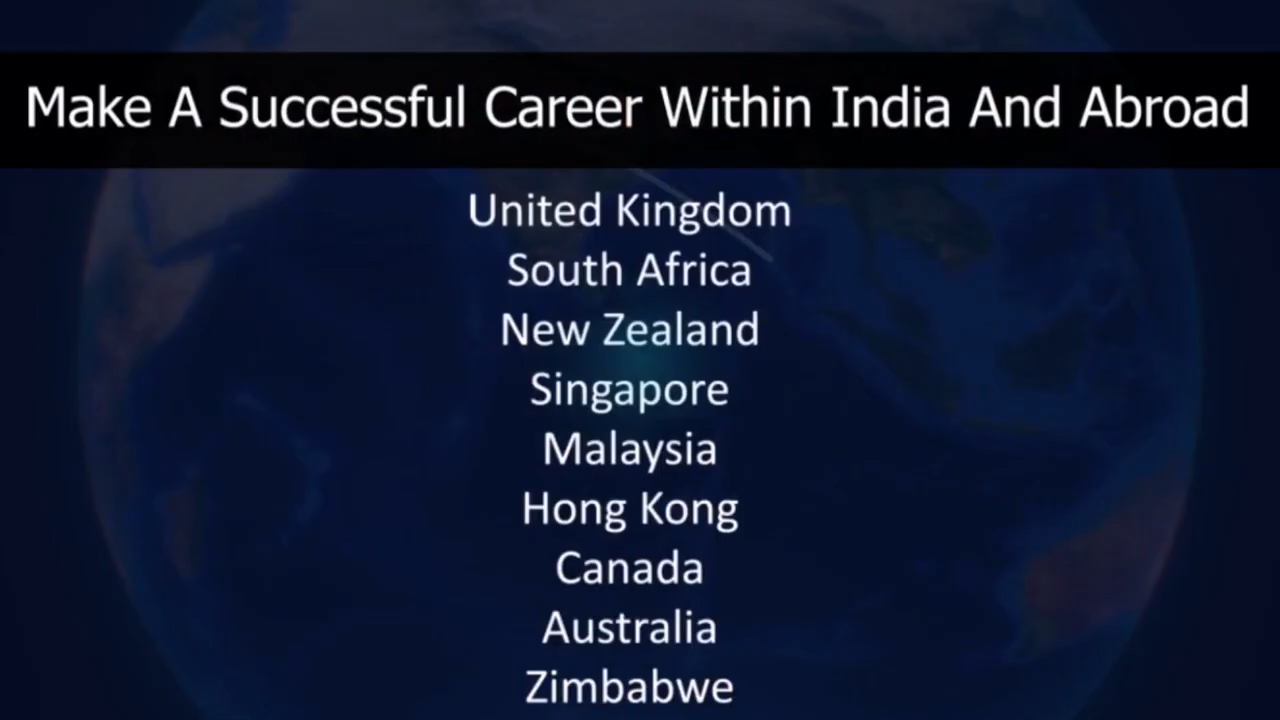 Make A Successful Career Within India And Abroad
United Kingdom
South Africa
New Zealand
Singapore
Malaysia
Hong Kong
Canada
Australia
Zimbabwe